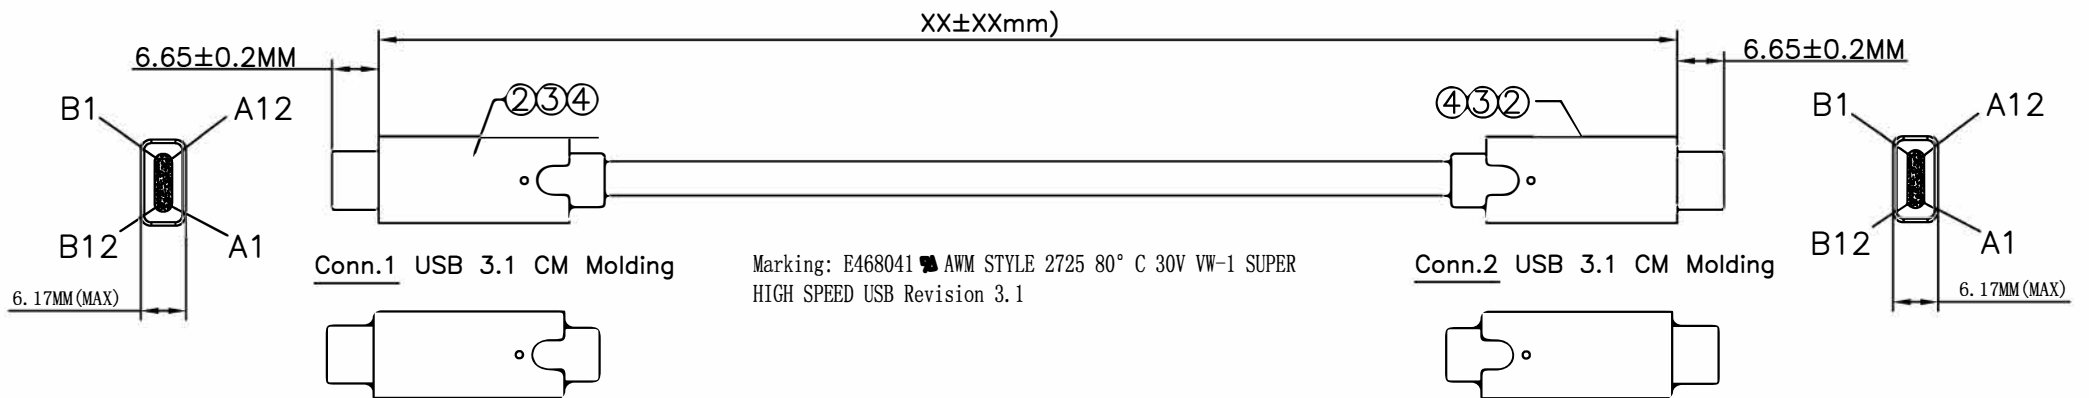 XX±XXmm)
6.65±0.2MM
6.65±0.2MM
②③④
④③②
B1
A12
B1
A12
B12
A1
B12
A1
Conn.1 USB 3.1 CM Molding
Marking: E468041 AWM STYLE 2725 80° C 30V VW-1 SUPER
HIGH SPEED USB Revision 3.1
Conn.2 USB 3.1 CM Molding
6.17MM(MAX)
6.17MM(MAX)